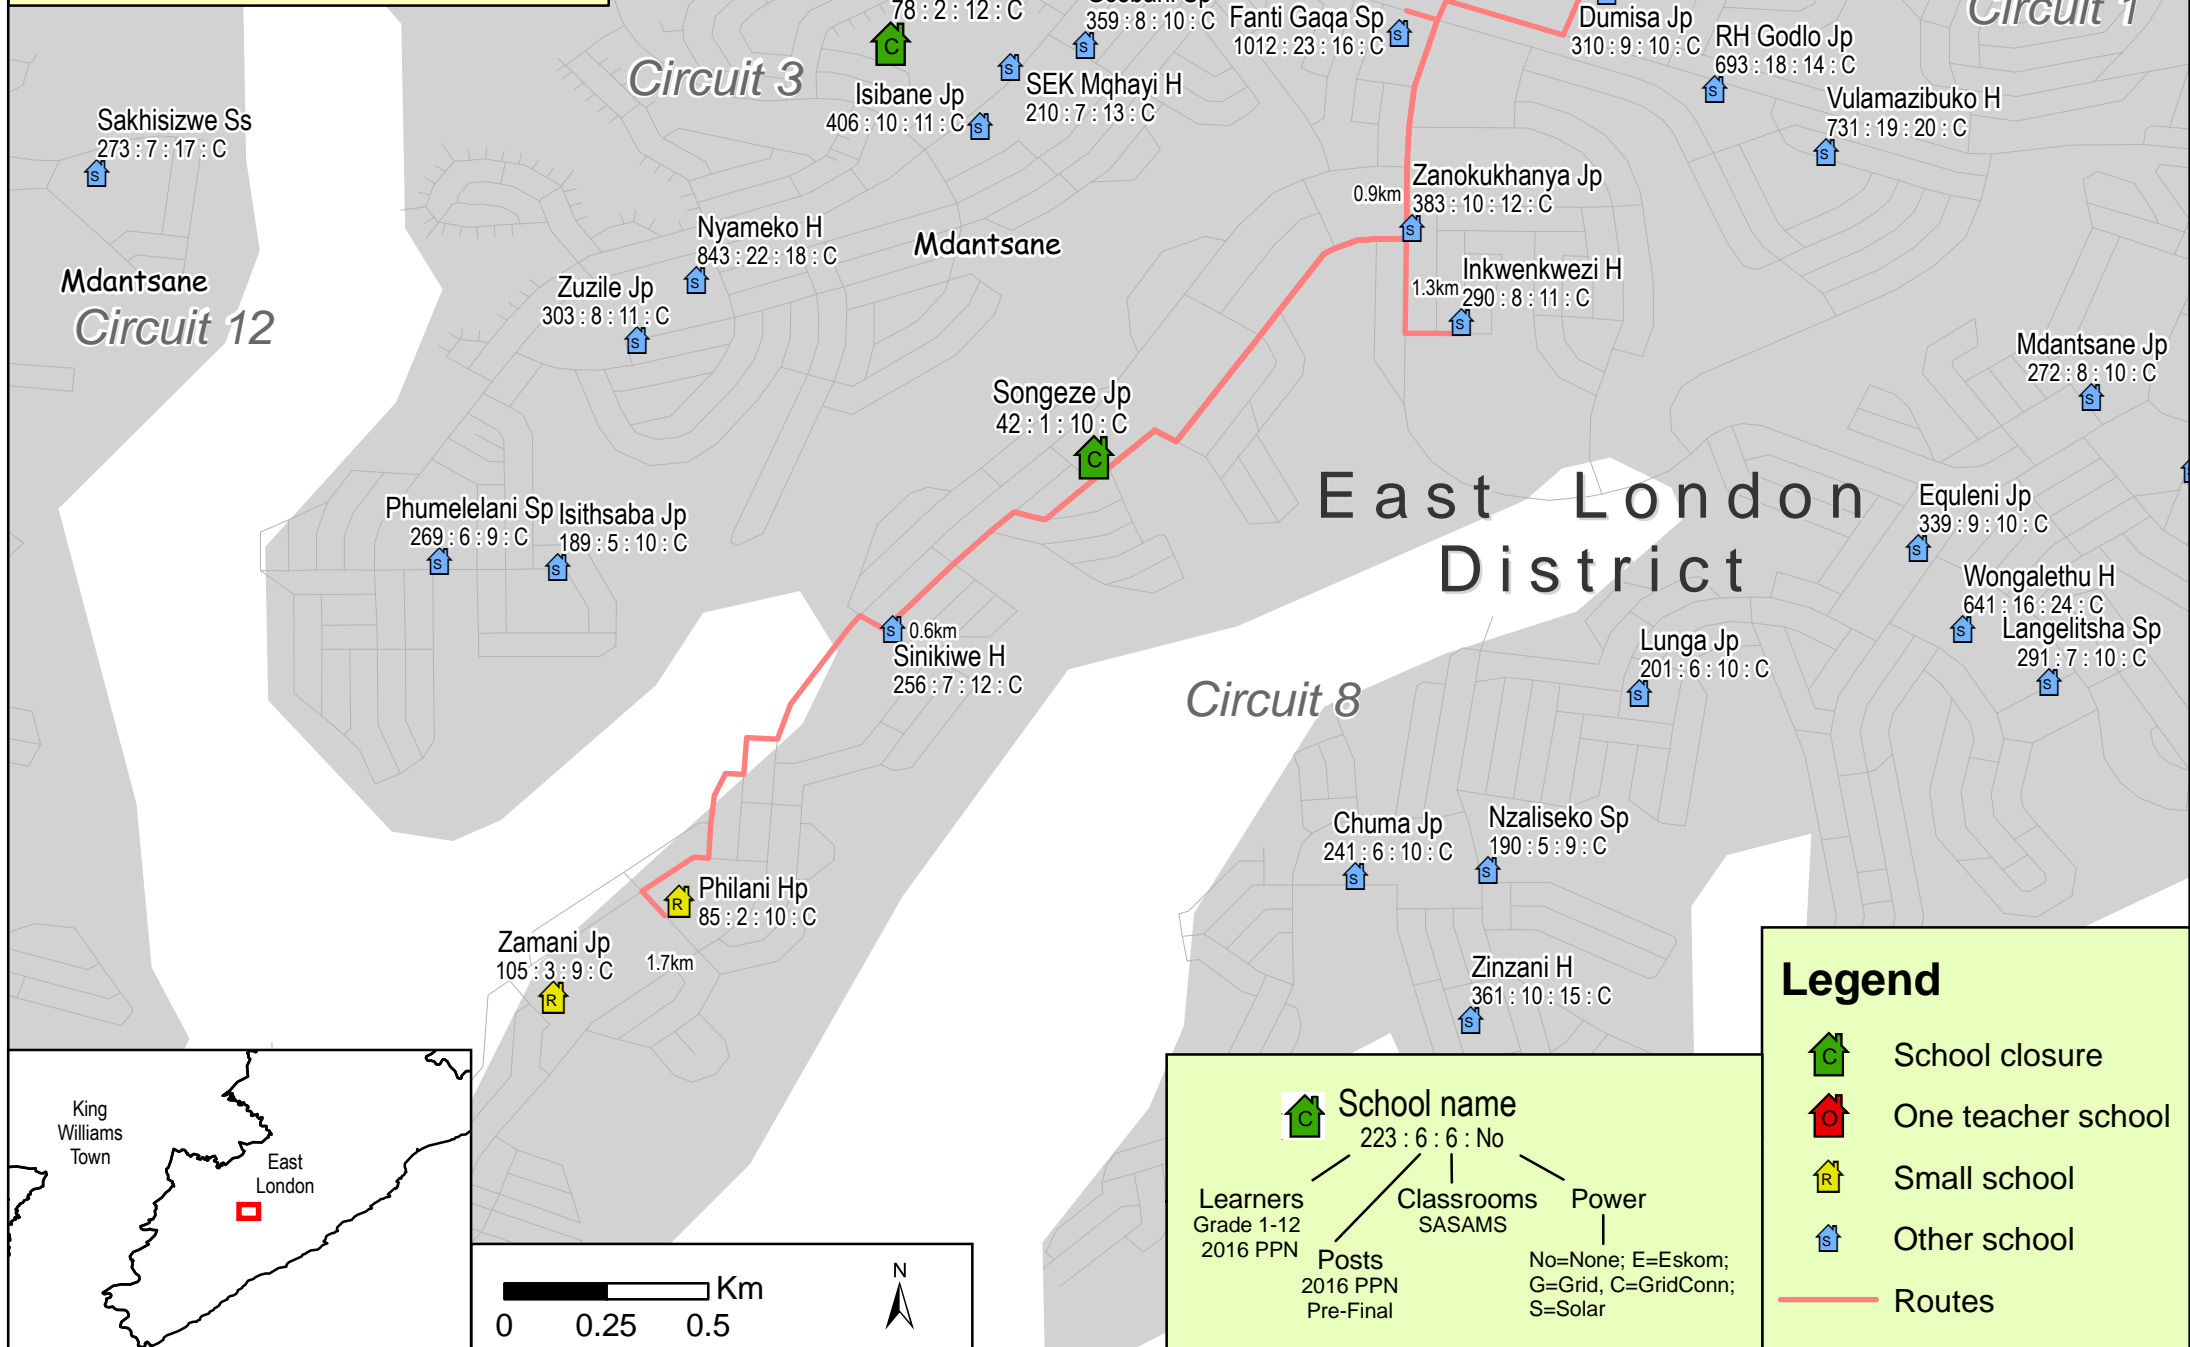 78 : 2 : 12 : C
359 : 8 : 10 : C
Fanti Gaqa Sp
1012 : 23 : 16 : C
Dumisa Jp
310 : 9 : 10 : C
RH Godlo Jp
693 : 18 : 14 : C
Circuit 1
Circuit 3
C
S
Isibane Jp
406 : 10 : 11 : C
S
SEK Mqhayi H
210 : 7 : 13 : C
S
S
S
Vulamazibuko H
731 : 19 : 20 : C
S
Sakhisizwe Ss
273 : 7 : 17 : C
S
Zanokukhanya Jp
383 : 10 : 12 : C
0.9km
S
Nyameko H
843 : 22 : 18 : C
S
Mdantsane
Mdantsane
Circuit 12
Zuzile Jp
303 : 8 : 11 : C
S
Inkwenkwezi H
290 : 8 : 11 : C
1.3km
S
Mdantsane Jp
272 : 8 : 10 : C
S
Songeze Jp
42 : 1 : 10 : C
C
East London
District
Phumelelani Sp
269 : 6 : 9 : C
S
Isithsaba Jp
189 : 5 : 10 : C
S
Equleni Jp
339 : 9 : 10 : C
S
Wongalethu H
641 : 16 : 24 : C
S
Langelitsha Sp
291 : 7 : 10 : C
S
S
0.6km
Sinikiwe H
256 : 7 : 12 : C
Lunga Jp
201 : 6 : 10 : C
S
Circuit 8
Chuma Jp
241 : 6 : 10 : C
S
Nzaliseko Sp
190 : 5 : 9 : C
S
Philani Hp
85 : 2 : 10 : C
R
Zamani Jp
105 : 3 : 9 : C
R
1.7km
Zinzani H
361 : 10 : 15 : C
S
Legend
C School closure
O One teacher school
R Small school
S Other school
Routes
C School name
223 : 6 : 6 : No
Learners
Grade 1-12
2016 PPN
Posts
2016 PPN
Pre-Final
Classrooms
SASAMS
Power
No=None; E=Eskom;
G=Grid, C=GridConn;
S=Solar
King
Williams
Town
East
London
Km
0 0.25 0.5
N